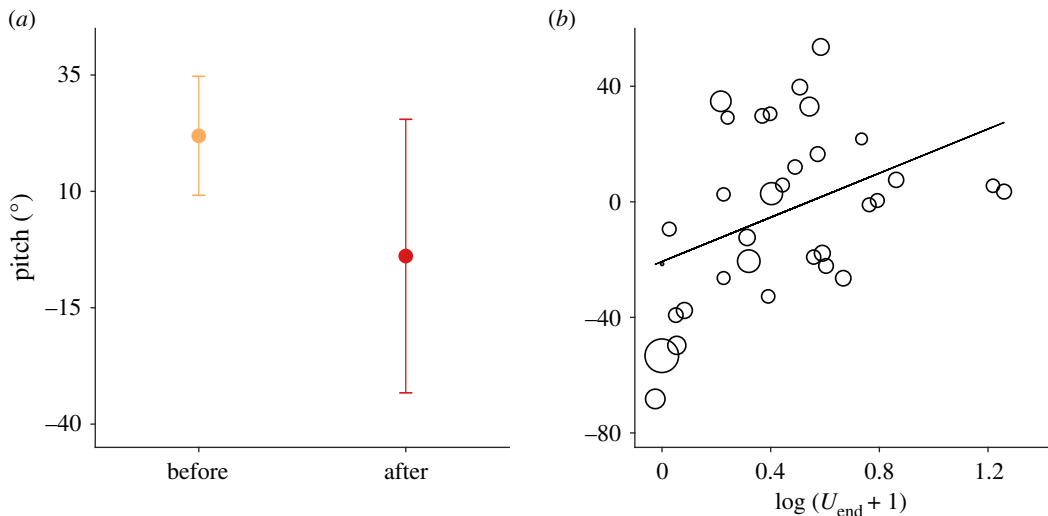 (a)
35
10
–15
–40
pitch (°)
before after
(b)
40
0
–40
–80
0 0.4 0.8 1.2
log (Uend + 1)